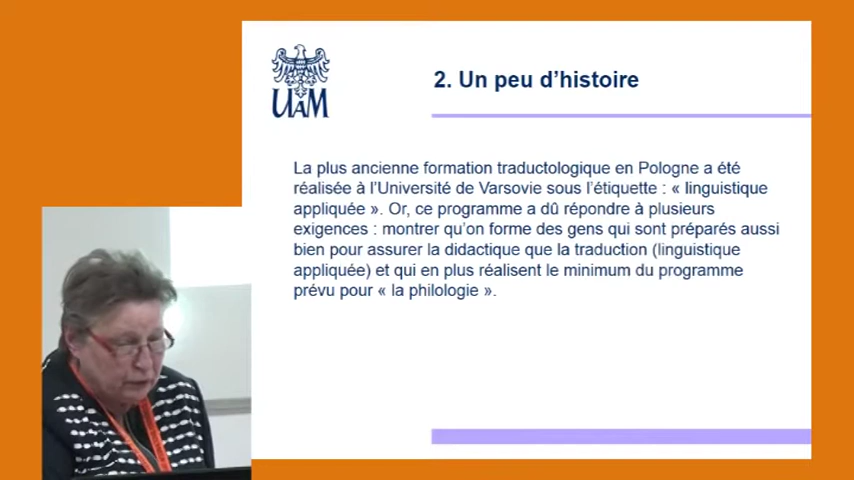 UAM
2. Un peu d’histoire
La plus ancienne formation traductologique en Pologne a été
réalisée à l’Université de Varsovie sous l’étiquette : « linguistique
appliquée ». Or, ce programme a dû répondre à plusieurs
exigences : montrer qu’on forme des gens qui sont préparés aussi
bien pour assurer la didactique que la traduction (linguistique
appliquée) et qui en plus réalisent le minimum du programme
prévu pour « la philologie ».